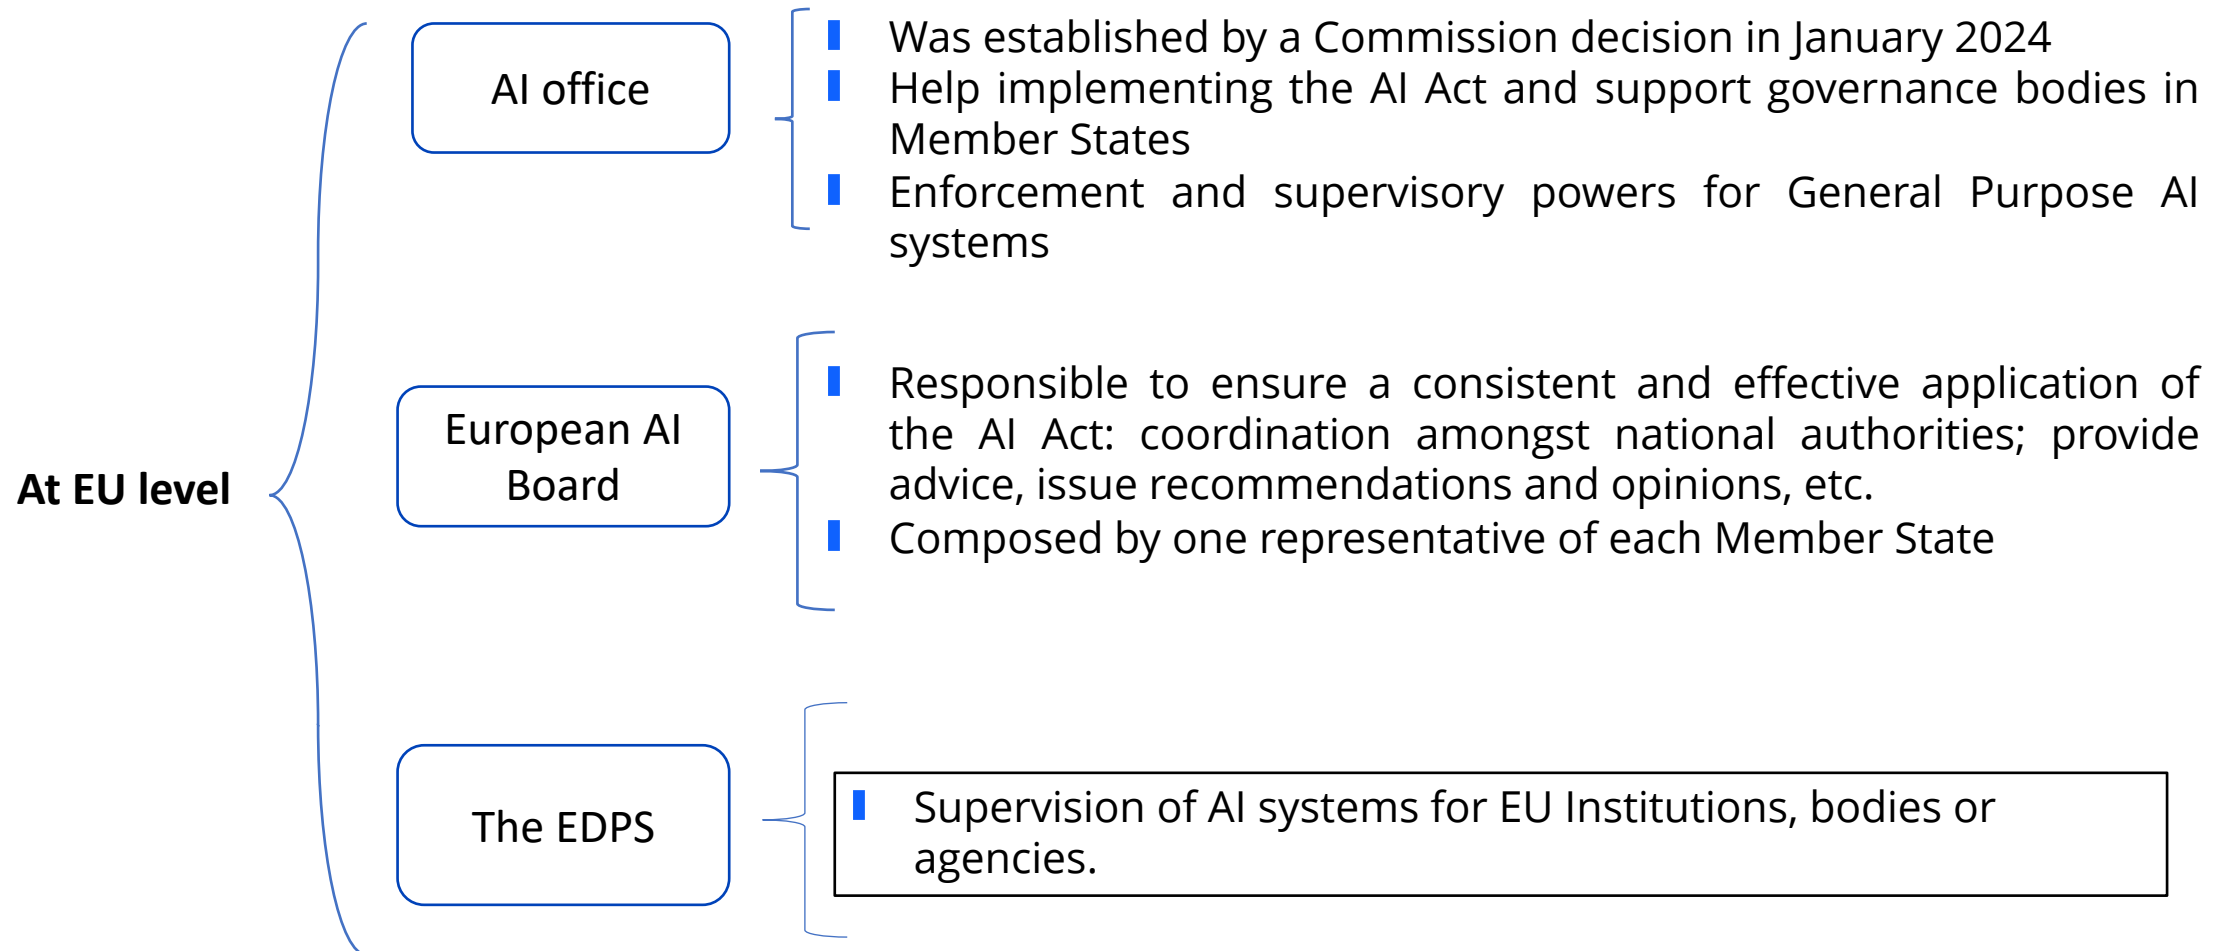 At EU level
AI office
Was established by a Commission decision in January 2024
Help implementing the AI Act and support governance bodies in
Member States
Enforcement and supervisory powers for General Purpose AI
systems
European AI
Board
Responsible to ensure a consistent and effective application of
the AI Act: coordination amongst national authorities; provide
advice, issue recommendations and opinions, etc.
Composed by one representative of each Member State
The EDPS
Supervision of AI systems for EU Institutions, bodies or
agencies.